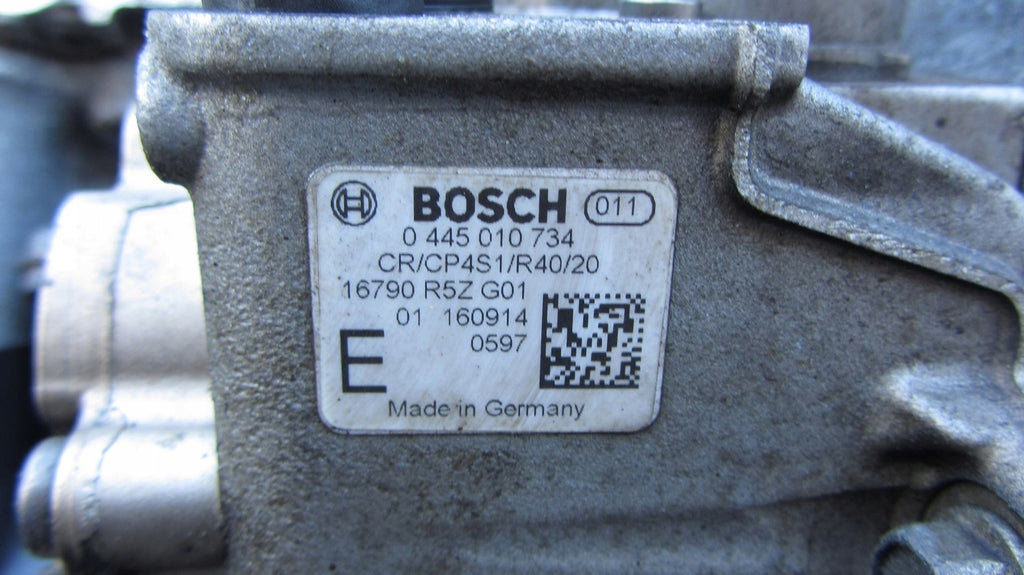 BOSCH 011
0 445 010 734
CR/CP4S1/R40/20
16790 R5Z G01
01 160914
E 0597
Made in Germany